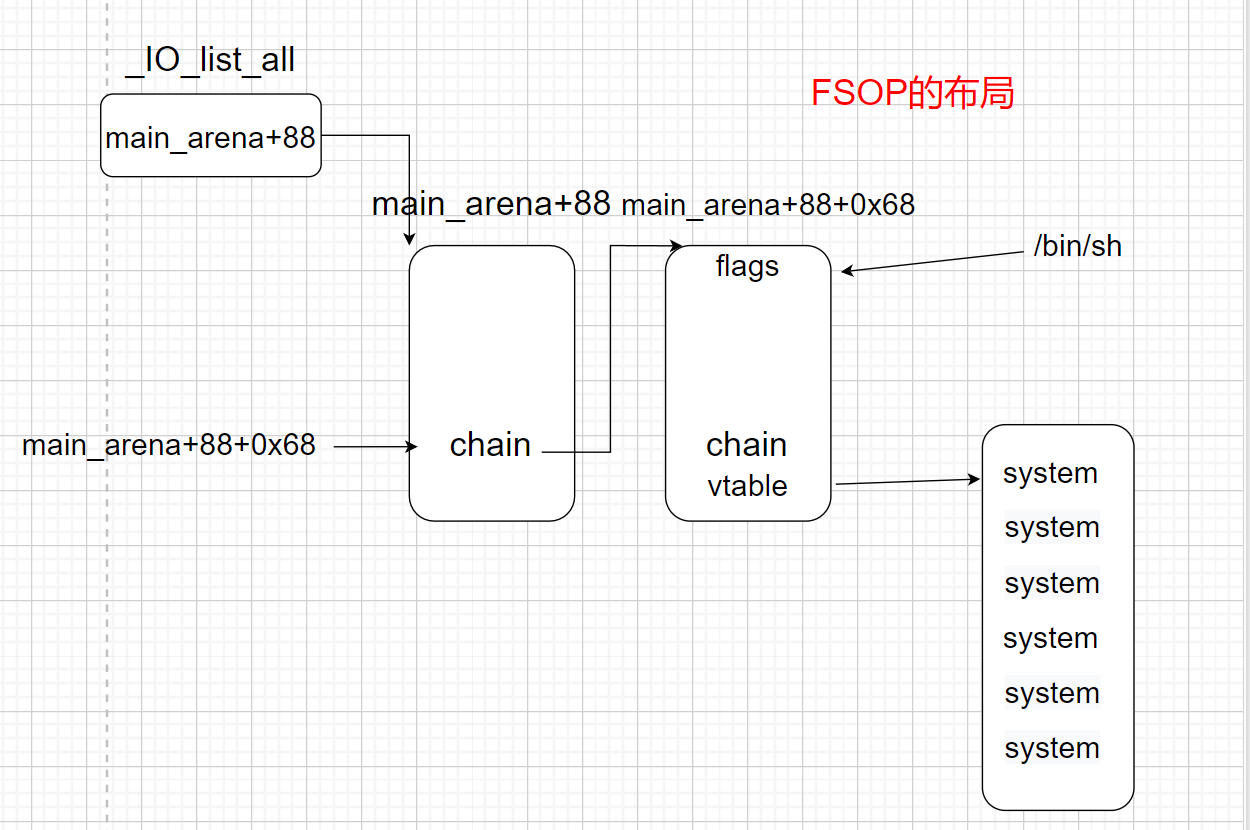 _IO_list_all
FSOP的布局
main_arena+88
main_arena+88
main_arena+88+0x68
/bin/sh
flags
main_arena+88+0x68
chain
chain
vtable
system
system
system
system
system
system